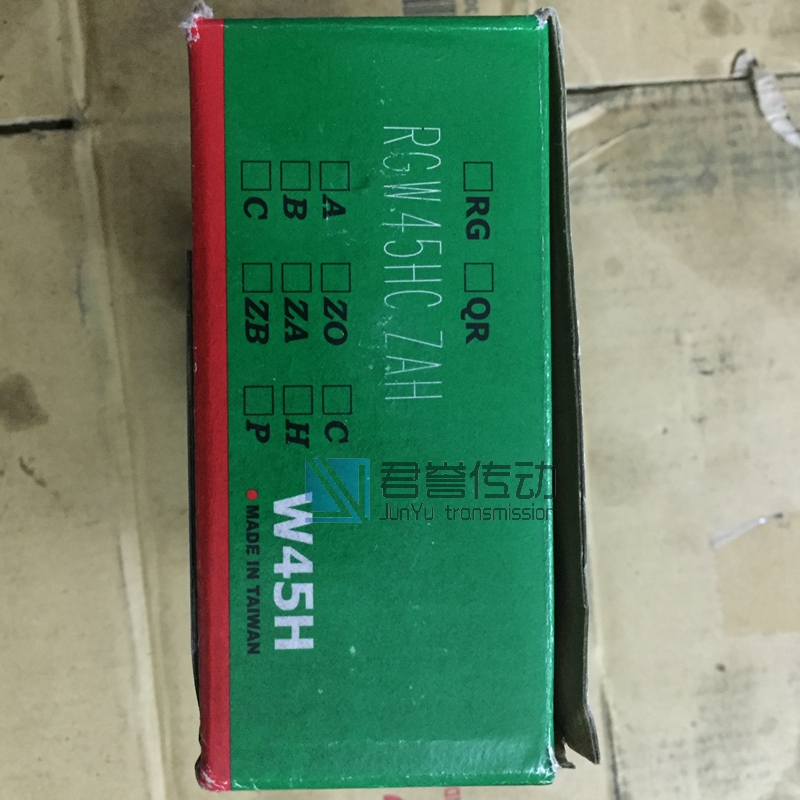 □RG □QR
RGW45HC ZAH
□A □ZO □C
□B □ZA □H
□C □ZB □P
W45H
MADE IN TAIWAN
君誉传动
JunYu transmission